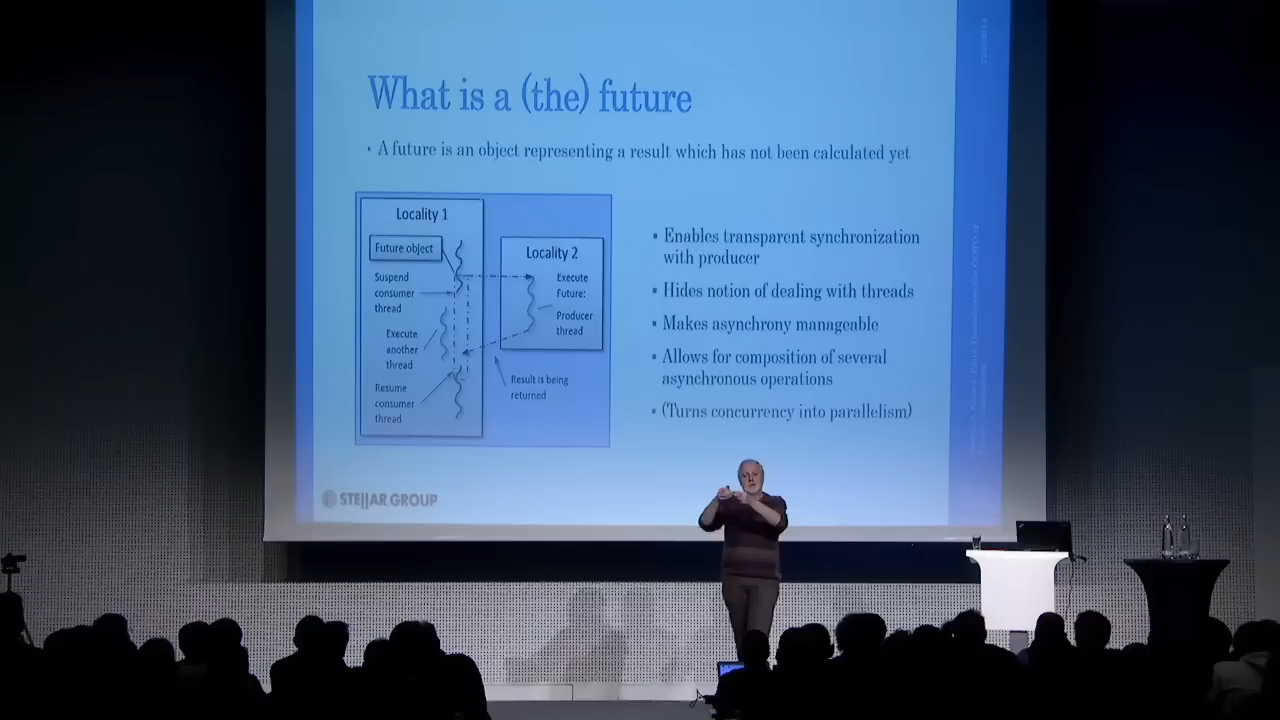 What is a (the) future
• A future is an object representing a result which has not been calculated yet
Locality 1
Future object
Suspend
consumer
thread
Execute
another
thread
Resume
consumer
thread
Locality 2
Execute
Future:
Producer
thread
Result is being
returned
▪ Enables transparent synchronization
with producer
▪ Hides notion of dealing with threads
▪ Makes asynchrony manageable
▪ Allows for composition of several
asynchronous operations
▪ (Turns concurrency into parallelism)
STE||AR GROUP